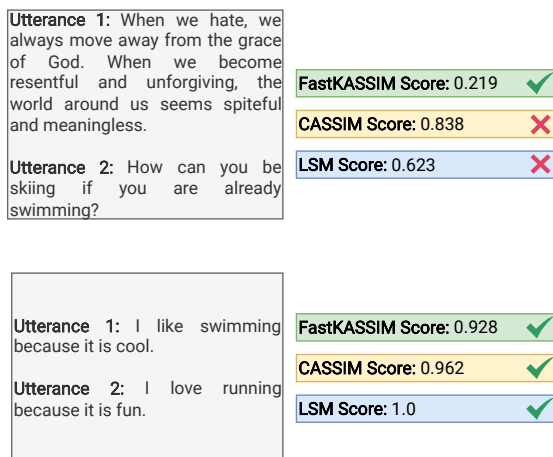 Utterance 1: When we hate, we
always move away from the grace
of God. When we become
resentful and unforgiving, the
world around us seems spiteful
and meaningless.
Utterance 2: How can you be
skiing if you are already
swimming?
FastKASSIM Score: 0.219
CASSIM Score: 0.838
LSM Score: 0.623
Utterance 1: I like swimming
because it is cool.
Utterance 2: I love running
because it is fun.
FastKASSIM Score: 0.928
CASSIM Score: 0.962
LSM Score: 1.0